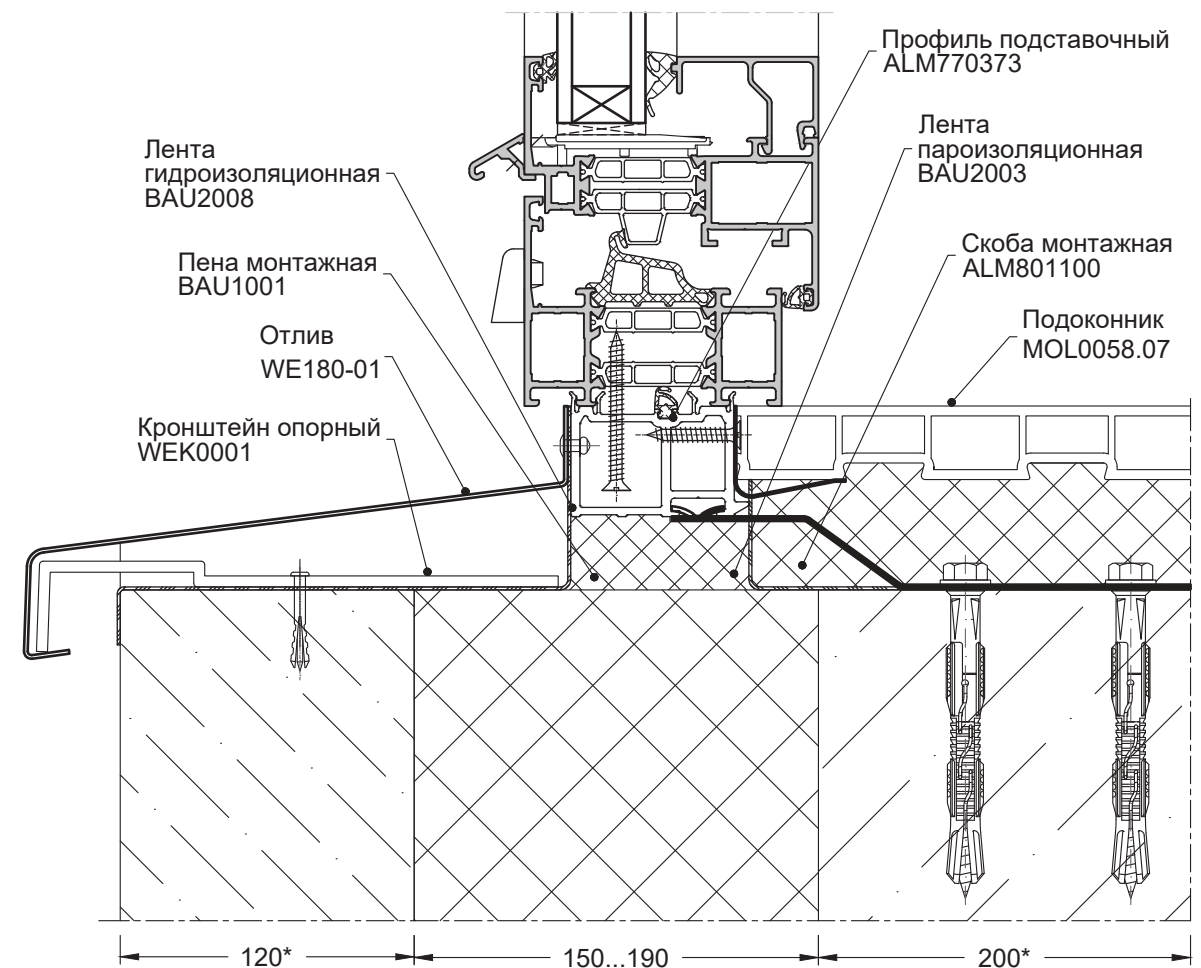 Профиль подставочный
ALM770373
Лента
гидроизоляционная
BAU2008
Лента
пароизоляционная
BAU2003
Пена монтажная
BAU1001
Скоба монтажная
ALM801100
Отлив
WE180-01
Подоконник
MOL0058.07
Кронштейн опорный
WEK0001
120*
150...190
200*